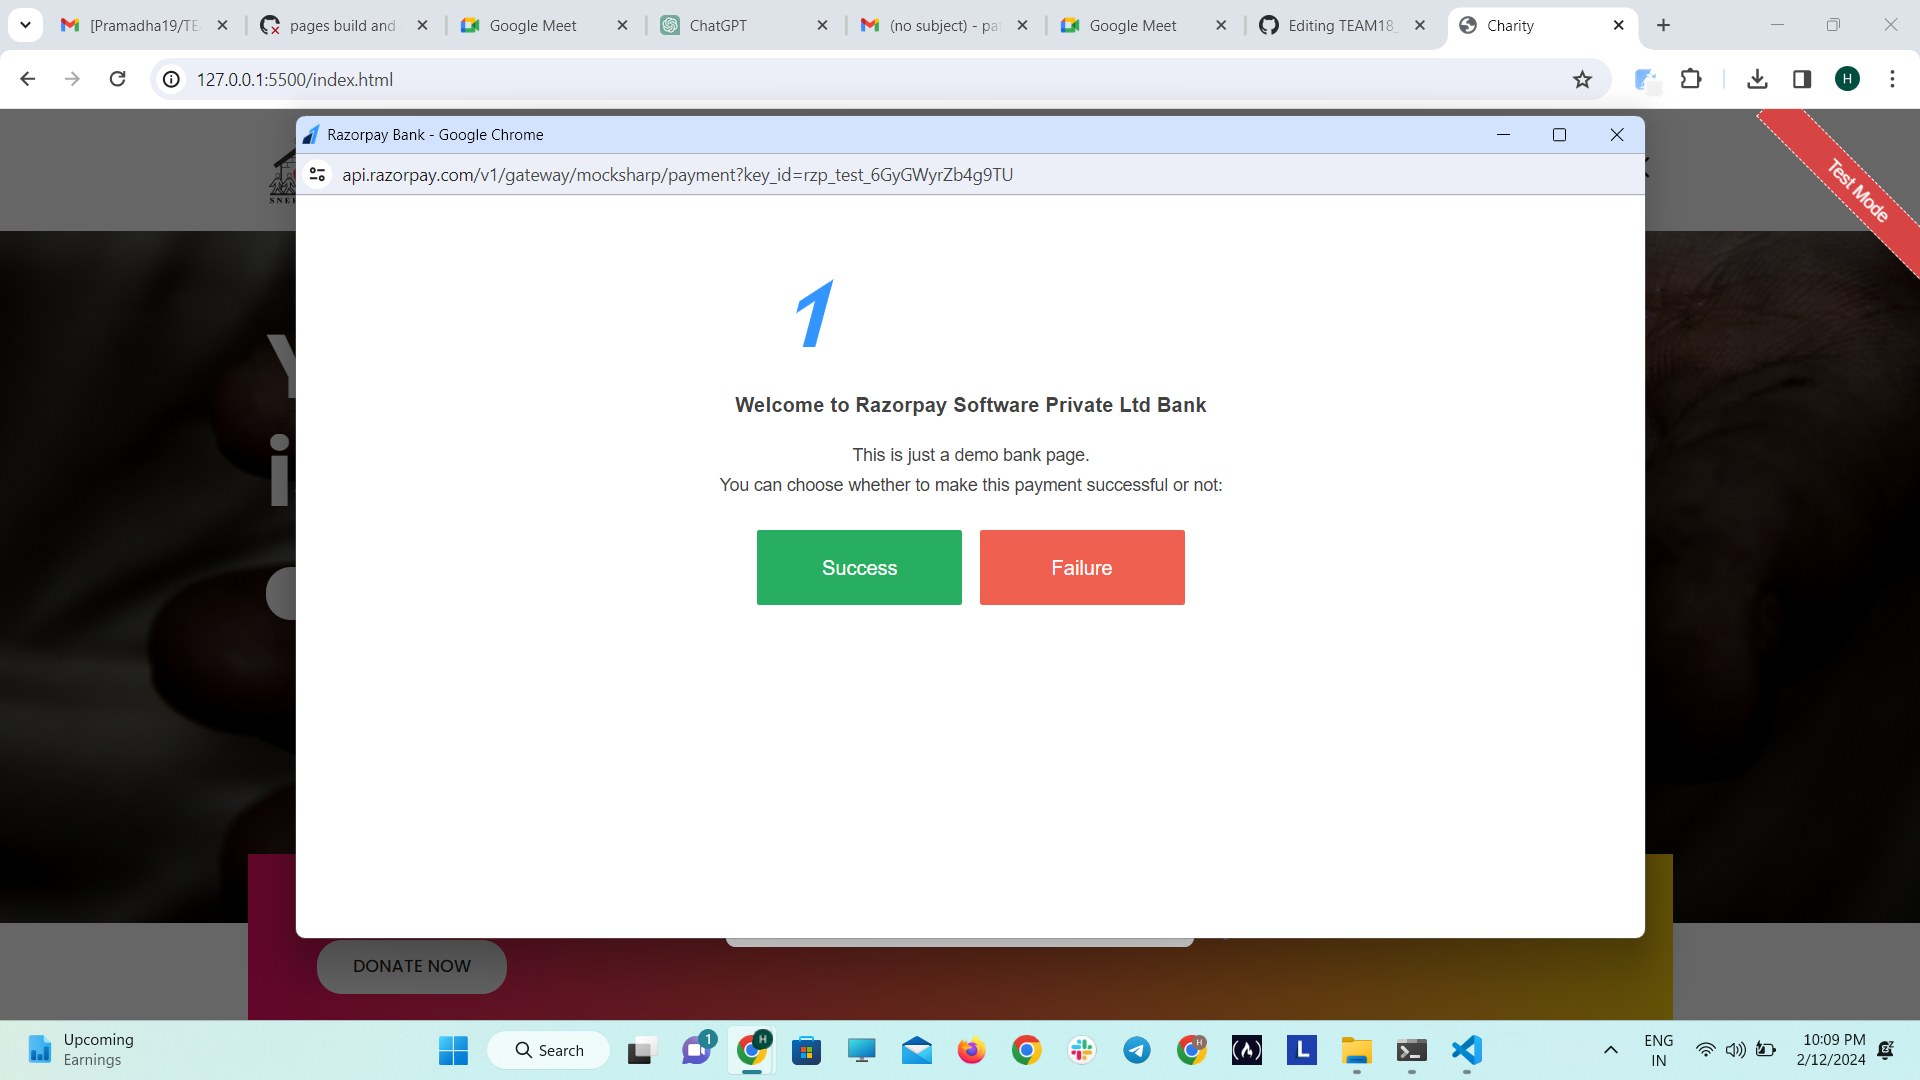 [Pramadha19/TE
pages build and
Google Meet
ChatGPT
(no subject) - pa
Google Meet
Editing TEAM18_
Charity
127.0.0.1:5500/index.html
H
Razorpay Bank - Google Chrome
api.razorpay.com/v1/gateway/mocksharp/payment?key_id=rzp_test_6GyGWyrZb4g9TU
Test Mode
Welcome to Razorpay Software Private Ltd Bank
This is just a demo bank page.
You can choose whether to make this payment successful or not:
Success
Failure
DONATE NOW
Upcoming
Earnings
Search
1
H
H
L
ENG
IN
10:09 PM
2/12/2024